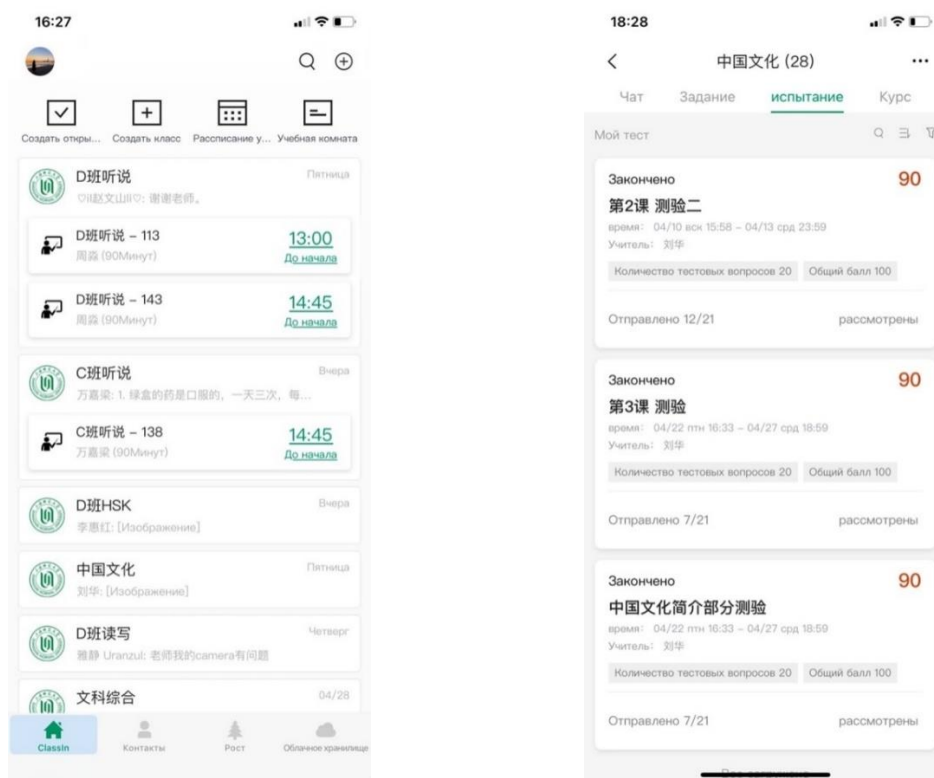 16:27
Создать откры...
Создать класс
Рассписание у...
Учебная комната
D班听说
Пятница
♡II赵文山II♡: 谢谢老师。
D班听说 – 113
13:00
周淼 (90Минут)
До начала
D班听说 – 143
14:45
周淼 (90Минут)
До начала
C班听说
Вчера
万嘉梁: 1. 绿盒的药是口服的，一天三次，每...
C班听说 – 138
14:45
万嘉梁 (90Минут)
До начала
D班HSK
Вчера
李惠红: [Изображение]
中国文化
Пятница
刘华: [Изображение]
D班读写
Четверг
雅静 Uranzul: 老师我的camera有问题
文科综合
04/28
ClassIn
Контакты
Рост
Облачное хранилище
18:28
中国文化 (28)
Чат
Задание
испытание
Курс
Мой тест
Закончено
90
第2课 测验二
время: 04/10 вск 15:58 – 04/13 срд 23:59
Учитель: 刘华
Количество тестовых вопросов 20
Общий балл 100
Отправлено 12/21
рассмотрены
Закончено
90
第3课 测验
время: 04/22 птн 16:33 – 04/27 срд 18:59
Учитель: 刘华
Количество тестовых вопросов 20
Общий балл 100
Отправлено 7/21
рассмотрены
Закончено
90
中国文化简介部分测验
время: 04/22 птн 16:33 – 04/27 срд 18:59
Учитель: 刘华
Количество тестовых вопросов 20
Общий балл 100
Отправлено 7/21
рассмотрены